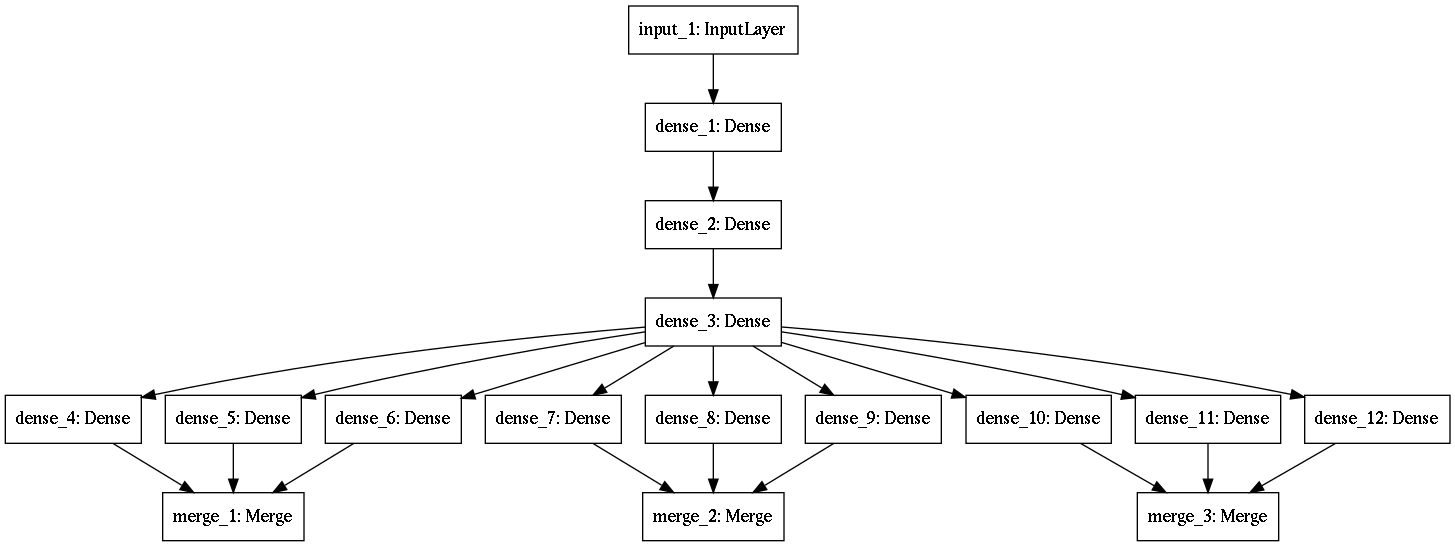 input_1: InputLayer
dense_1: Dense
dense_2: Dense
dense_3: Dense
dense_4: Dense
dense_5: Dense
dense_6: Dense
dense_7: Dense
dense_8: Dense
dense_9: Dense
dense_10: Dense
dense_11: Dense
dense_12: Dense
merge_1: Merge
merge_2: Merge
merge_3: Merge